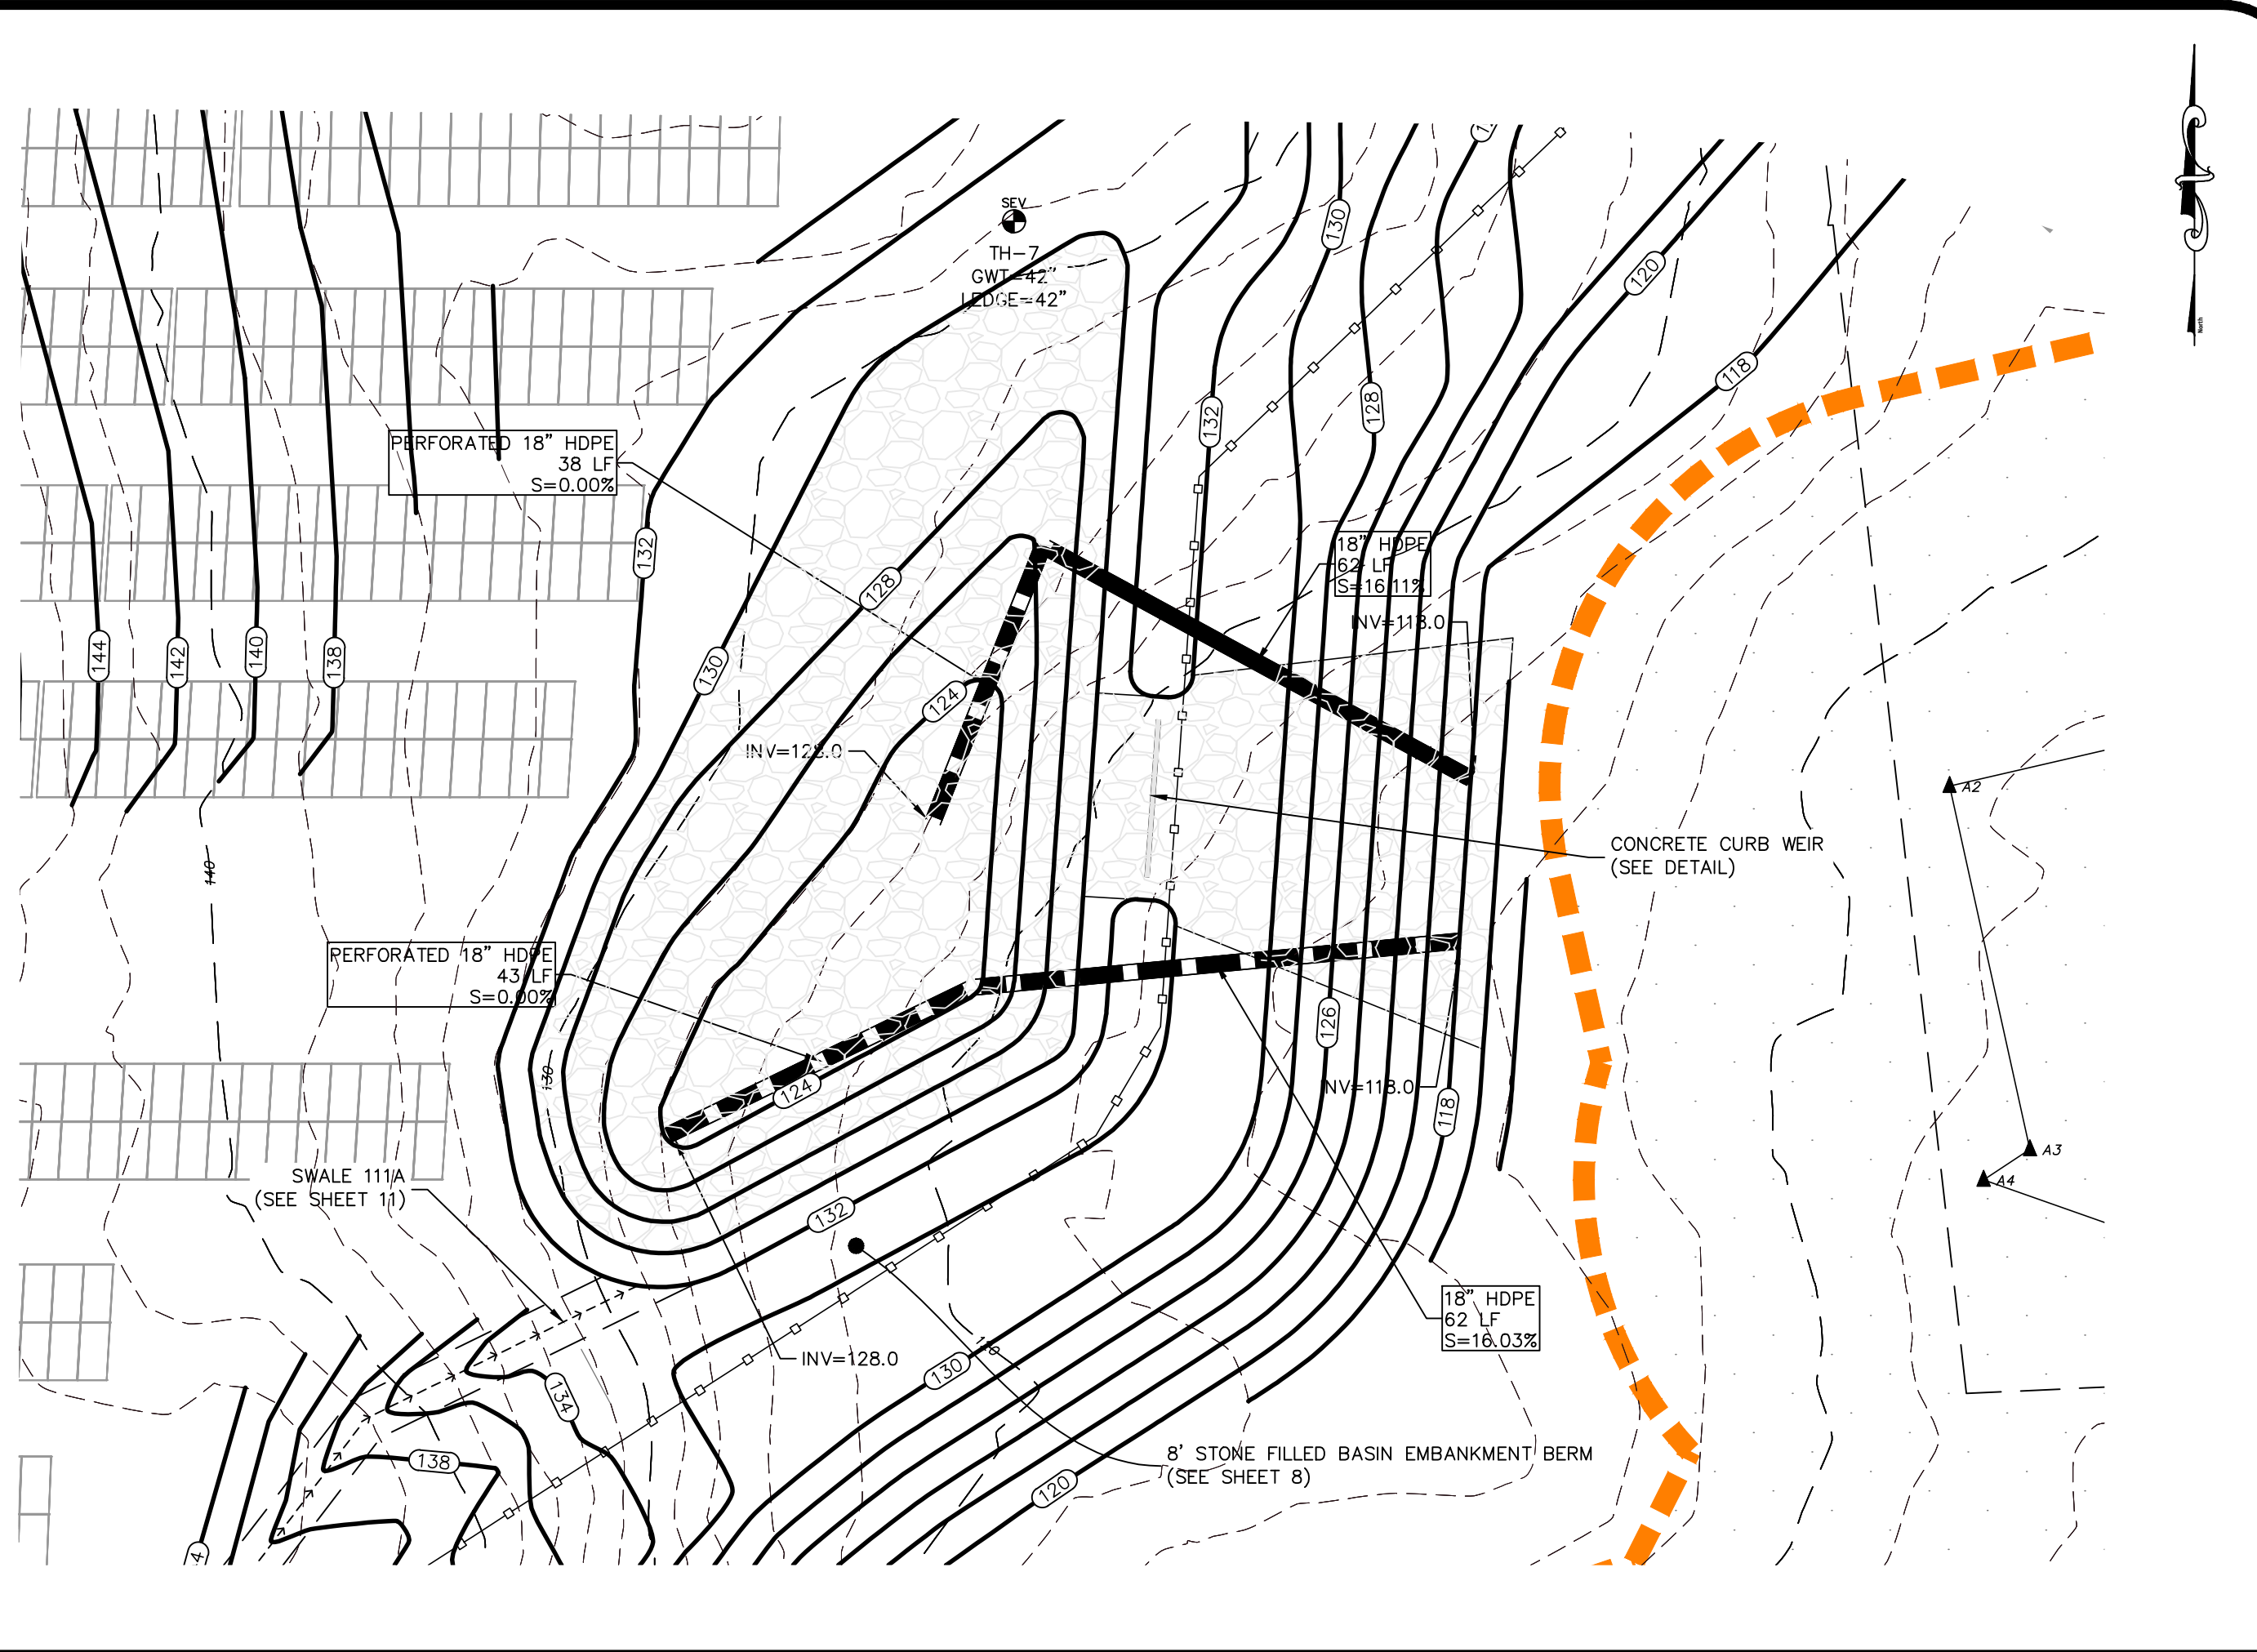 130
120
SEV
TH-7
GWT=42"
LEDGE=42"
North
118
132
128
PERFORATED 18" HDPE
38 LF
S=0.00%
132
18" HDPE
62 LF
S=16.11%
INV=118.0
128
130
144
142
140
138
124
INV=128.0
A2
CONCRETE CURB WEIR
(SEE DETAIL)
140
PERFORATED 18" HDPE
43 LF
S=0.00%
126
130
124
INV=118.0
118
A3
A4
SWALE 111A
(SEE SHEET 11)
132
18" HDPE
62 LF
S=16.03%
INV=128.0
130
134
8' STONE FILLED BASIN EMBANKMENT BERM
(SEE SHEET 8)
138
120